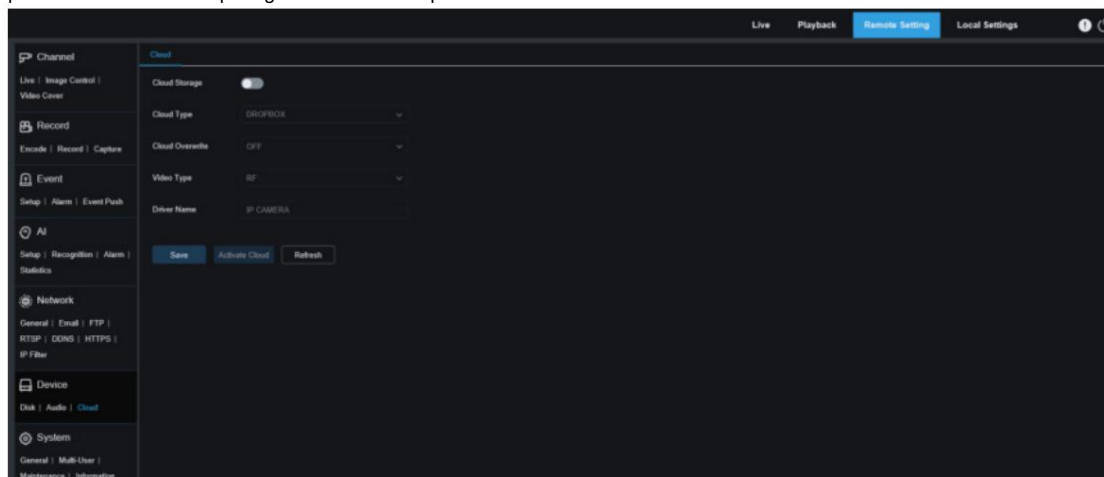 Live Playback Remote Setting Local Settings
Channel
Live | Image Control |
Video Cover
Record
Encode | Record | Capture
Event
Setup | Alarm | Event Push
AI
Setup | Recognition | Alarm |
Statistics
Network
General | Email | FTP |
RTSP | DDNS | HTTPS |
IP Filter
Device
Disk | Audio | Cloud
System
General | Multi-User |
Maintenance | Information
Cloud
Cloud Storage
Cloud Type DROPBOX
Cloud Overwrite OFF
Video Type RF
Driver Name IP CAMERA
Save Activate Cloud Refresh